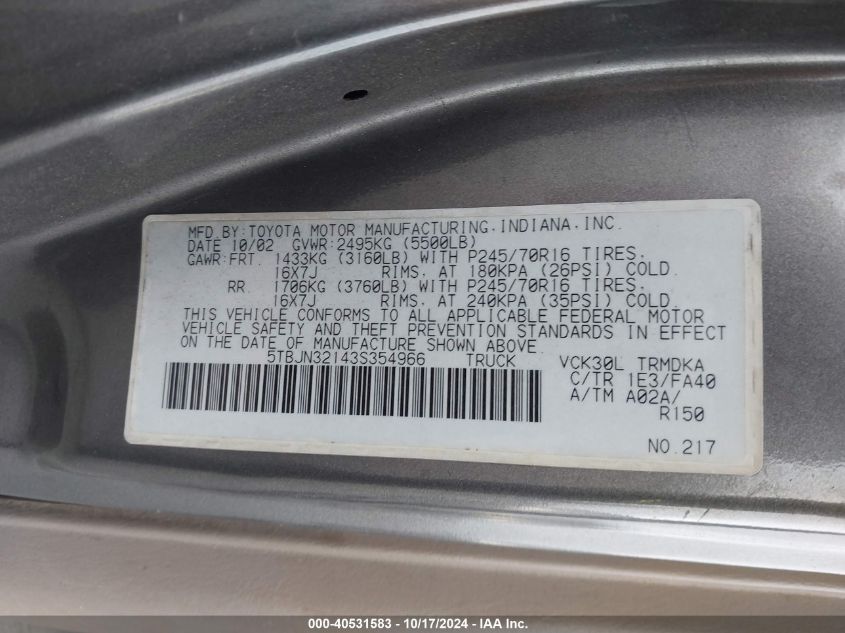 MFD.BY:TOYOTA MOTOR MANUFACTURING.INDIANA.INC.
DATE 10/02 GVWR:2495KG (5500LB)
GAWR:FRT. 1433KG (3160LB) WITH P245/70R16 TIRES.
16X7J RIMS. AT 180KPA (26PSI) COLD.
RR. 1706KG (3760LB) WITH P245/70R16 TIRES.
16X7J RIMS. AT 240KPA (35PSI) COLD.
THIS VEHICLE CONFORMS TO ALL APPLICABLE FEDERAL MOTOR
VEHICLE SAFETY AND THEFT PREVENTION STANDARDS IN EFFECT
ON THE DATE OF MANUFACTURE SHOWN ABOVE.
5TBJN32143S354966 TRUCK VCK30L TRMDKA
C/TR 1E3/FA40
A/TM A02A/
R150
NO.217
000-40531583 / 10/17/2024 - IAA Inc.